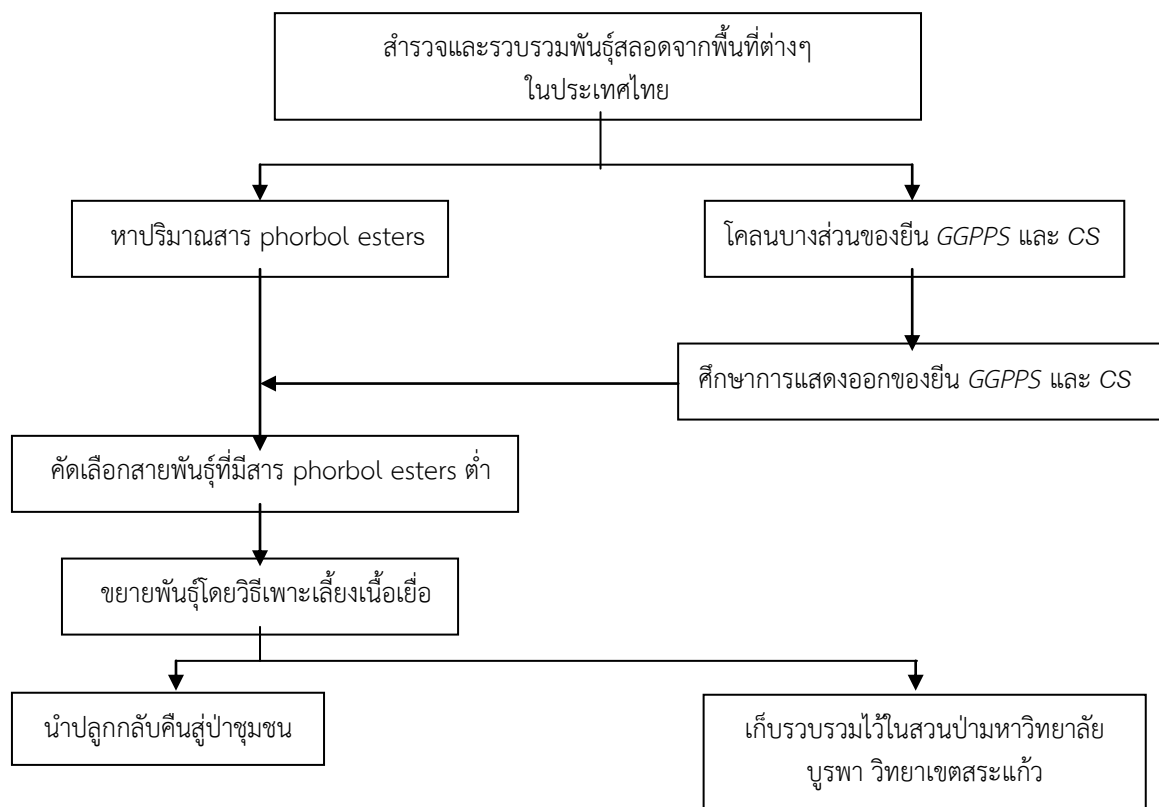 สำรวจและรวบรวมพันธุ์สลอดจากพื้นที่ต่างๆ
ในประเทศไทย
หาปริมาณสาร phorbol esters
โคลนบางส่วนของยีน GGPPS และ CS
ศึกษาการแสดงออกของยีน GGPPS และ CS
คัดเลือกสายพันธุ์ที่มีสาร phorbol esters ต่ำ
ขยายพันธุ์โดยวิธีเพาะเลี้ยงเนื้อเยื่อ
นำปลูกกลับคืนสู่ป่าชุมชน
เก็บรวบรวมไว้ในสวนป่ามหาวิทยาลัย
บูรพา วิทยาเขตสระแก้ว